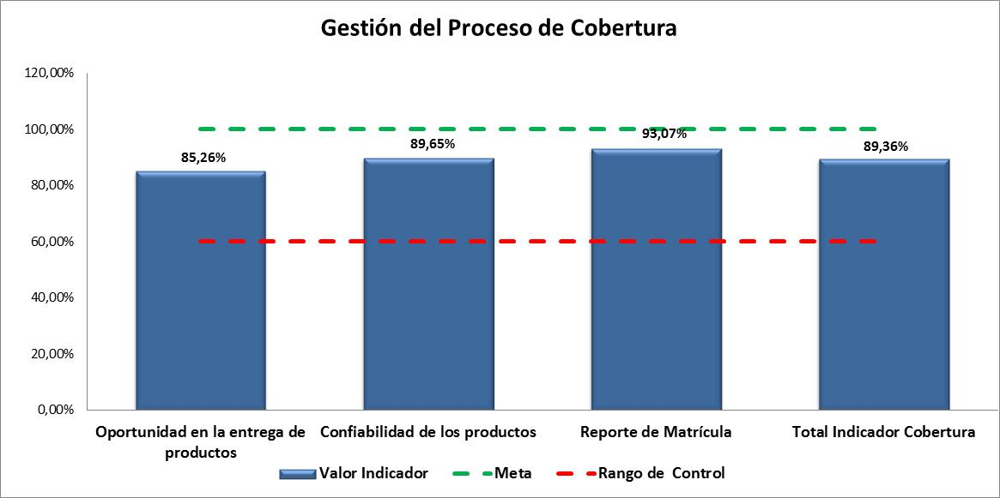 Gestión del Proceso de Cobertura
120,00%
100,00%
80,00%
60,00%
40,00%
20,00%
0,00%
85,26%
89,65%
93,07%
89,36%
Oportunidad en la entrega de
productos
Confiabilidad de los productos
Reporte de Matrícula
Total Indicador Cobertura
Valor Indicador
Meta
Rango de Control